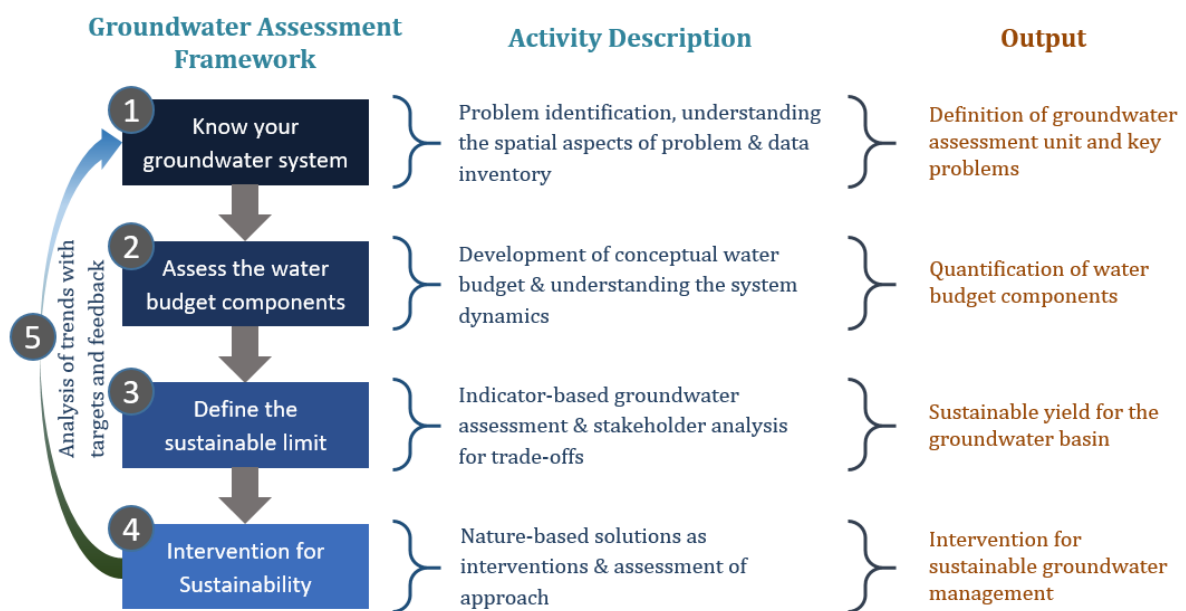 Groundwater Assessment
Framework
Activity Description
Output
1
Know your
groundwater system
Problem identification, understanding
the spatial aspects of problem & data
inventory
Definition of groundwater
assessment unit and key
problems
2
Assess the water
budget components
Development of conceptual water
budget & understanding the system
dynamics
Quantification of water
budget components
3
Define the
sustainable limit
Indicator-based groundwater
assessment & stakeholder analysis
for trade-offs
Sustainable yield for the
groundwater basin
4
Intervention for
Sustainability
Nature-based solutions as
interventions & assessment of
approach
Intervention for
sustainable groundwater
management
5
Analysis of trends with
targets and feedback